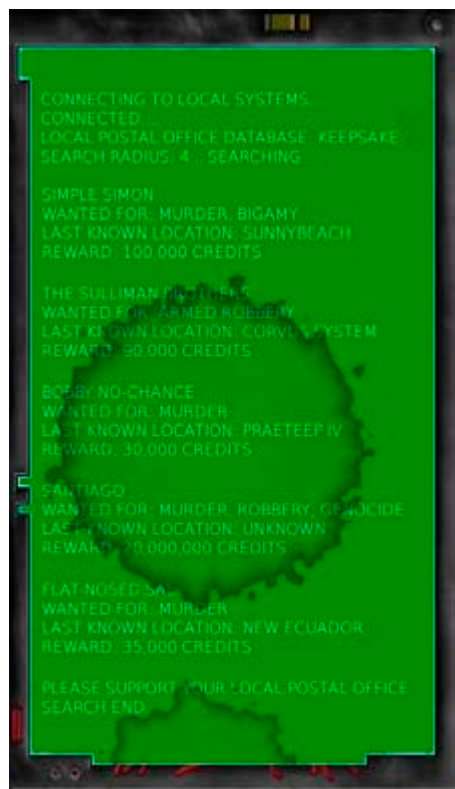 CONNECTING TO LOCAL SYSTEMS.
CONNECTED.
LOCAL POSTAL OFFICE DATABASE: KEEPSAKE
SEARCH RADIUS: 4... SEARCHING
SIMPLE SIMON
WANTED FOR: MURDER, BIGAMY
LAST KNOWN LOCATION: SUNNYBEACH
REWARD: 100,000 CREDITS
THE SULLIMAN BROTHERS
WANTED FOR: ARMED ROBBERY
LAST KNOWN LOCATION: CORVUS SYSTEM
REWARD: 90,000 CREDITS
BOBBY NO-CHANCE
WANTED FOR: MURDER
LAST KNOWN LOCATION: PRAETEEP IV
REWARD: 30,000 CREDITS
SANTIAGO
WANTED FOR: MURDER, ROBBERY, GENOCIDE
LAST KNOWN LOCATION: UNKNOWN
REWARD: 20,000,000 CREDITS
FLAT-NOSED
WANTED FOR: MURDER
LAST KNOWN LOCATION: NEW ECUADOR
REWARD: 35,000 CREDITS
PLEASE SUPPORT YOUR LOCAL POSTAL OFFICE
SEARCH END.